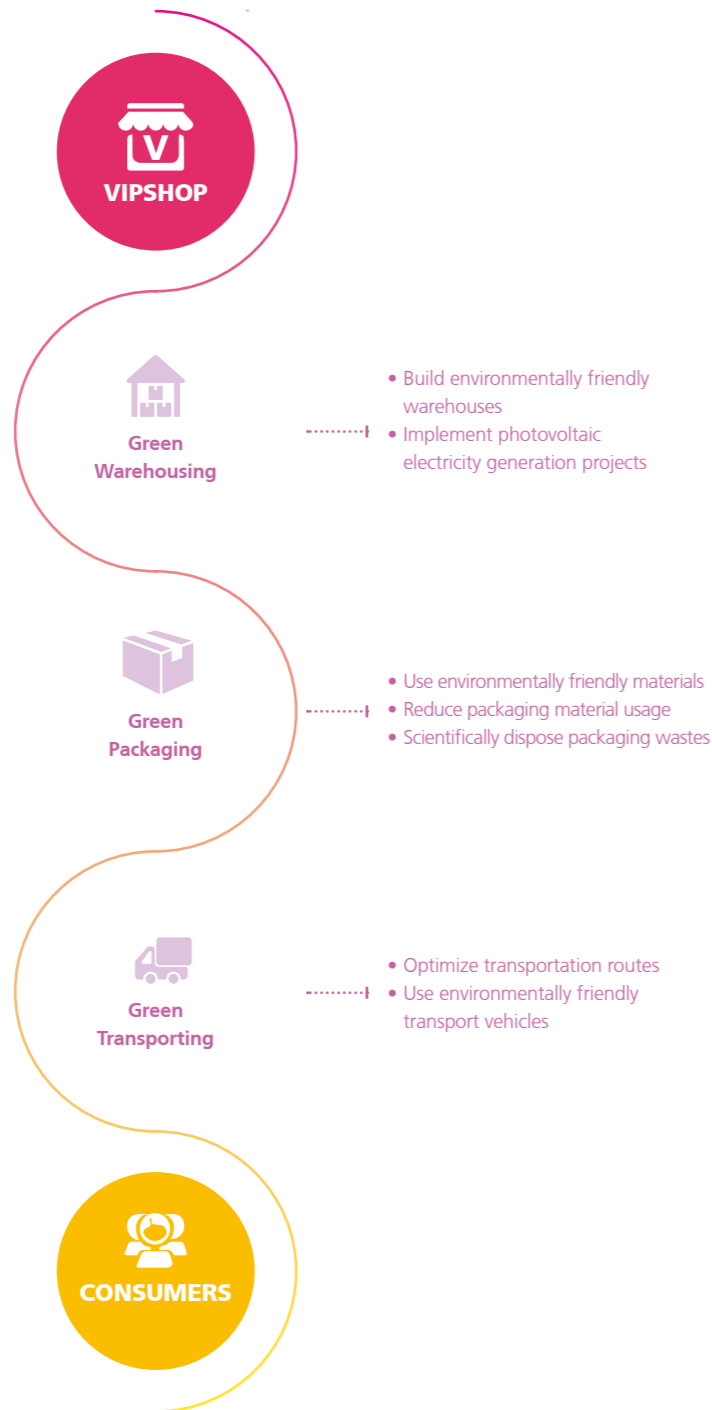 V
VIPSHOP
Green
Warehousing
• Build environmentally friendly
warehouses
• Implement photovoltaic
electricity generation projects
Green
Packaging
• Use environmentally friendly materials
• Reduce packaging material usage
• Scientifically dispose packaging wastes
Green
Transporting
• Optimize transportation routes
• Use environmentally friendly
transport vehicles
CONSUMERS